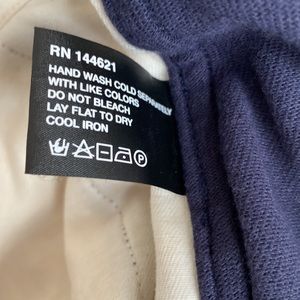 RN 144621
HAND WASH COLD SEPARATELY
WITH LIKE COLORS
DO NOT BLEACH
LAY FLAT TO DRY
COOL IRON
P